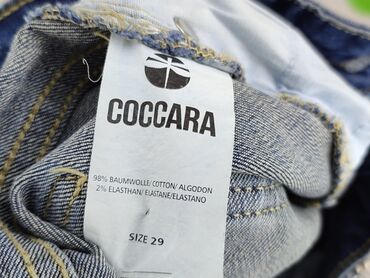 COCCARA
98% BAUMWOLLE/ COTTON/ ALGODON
2% ELASTHAN/ ELASTANE/ELASTANO
SIZE 29